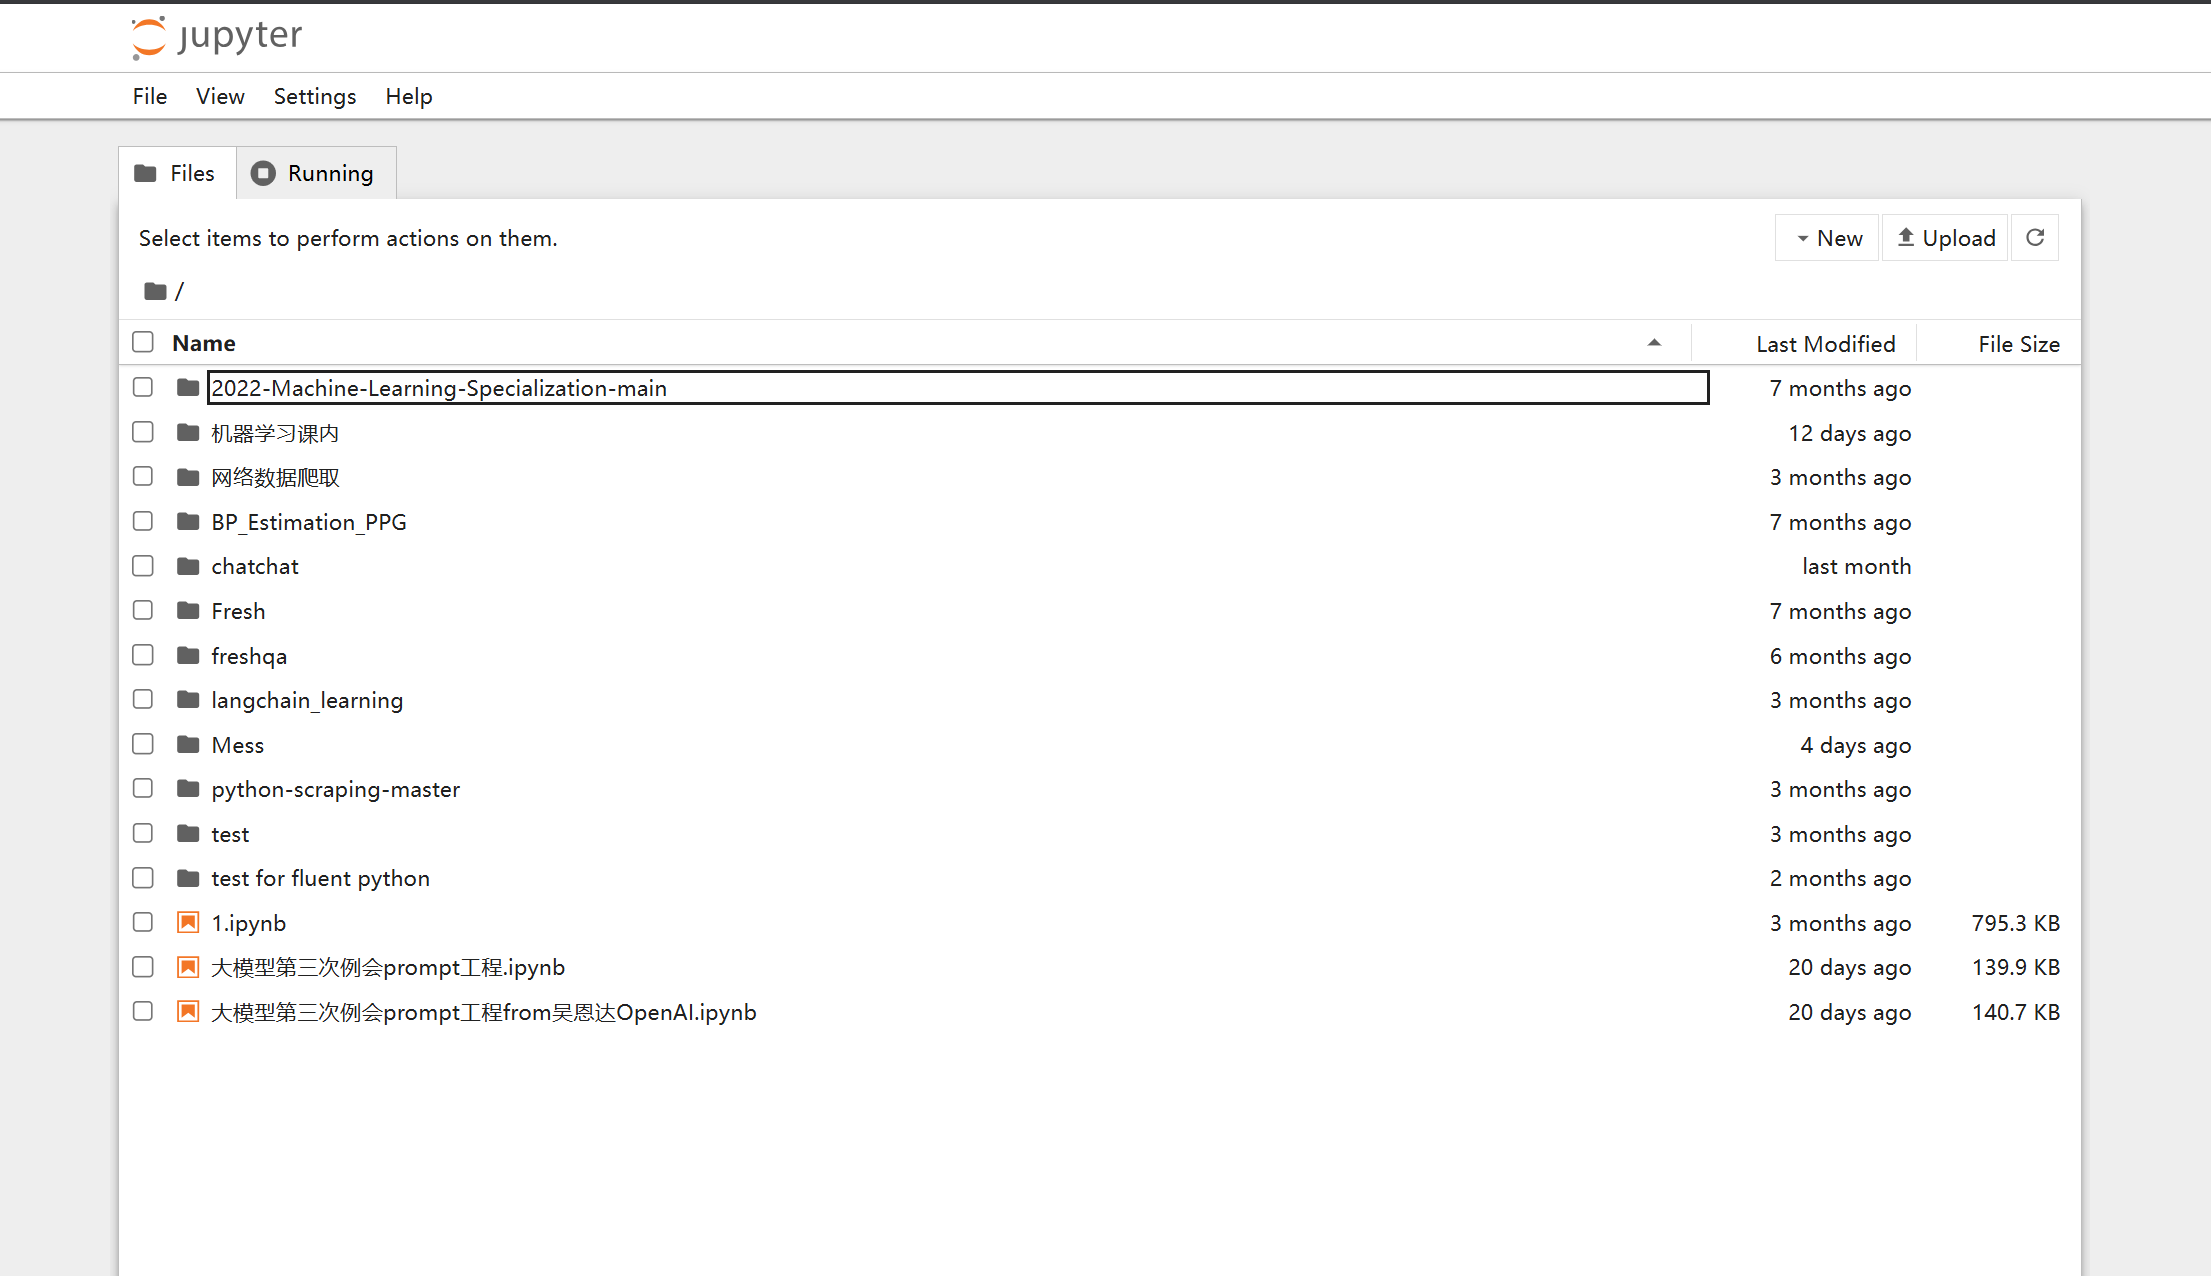 jupyter
File View Settings Help
Files Running
Select items to perform actions on them.
New Upload
/
Name Last Modified File Size
2022-Machine-Learning-Specialization-main 7 months ago
机器学习课内 12 days ago
网络数据爬取 3 months ago
BP_Estimation_PPG 7 months ago
chatchat last month
Fresh 7 months ago
freshqa 6 months ago
langchain_learning 3 months ago
Mess 4 days ago
python-scraping-master 3 months ago
test 3 months ago
test for fluent python 2 months ago
1.ipynb 3 months ago 795.3 KB
大模型第三次例会prompt工程.ipynb 20 days ago 139.9 KB
大模型第三次例会prompt工程from吴恩达OpenAI.ipynb 20 days ago 140.7 KB